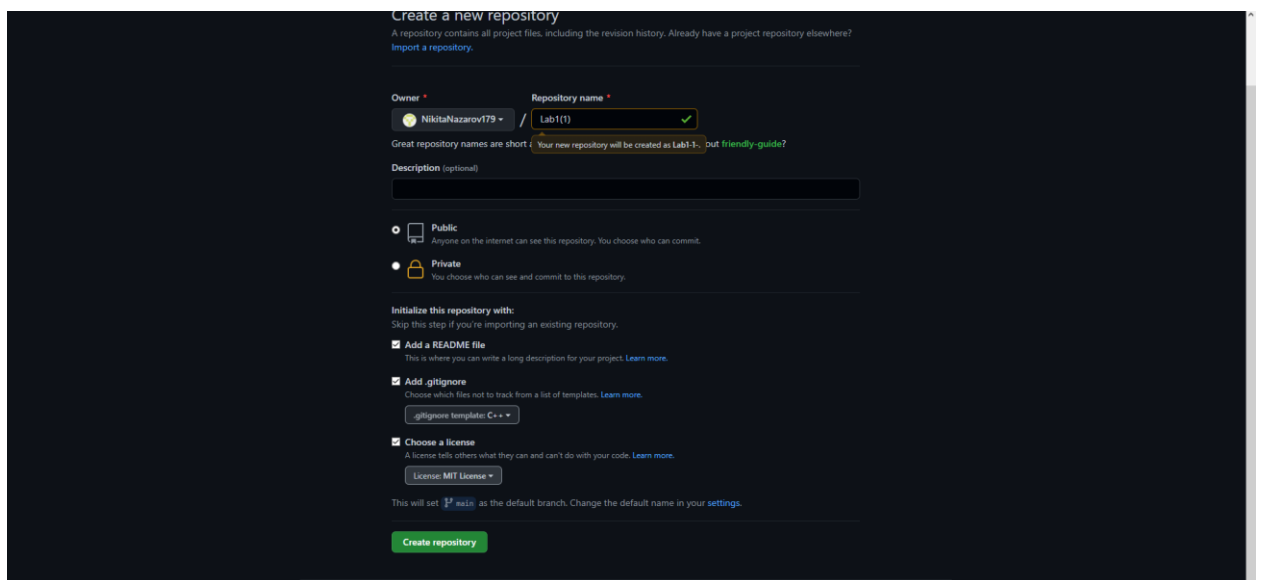 Create a new repository
A repository contains all project files, including the revision history. Already have a project repository elsewhere?
Import a repository.
Owner *
Repository name *
NikitaNazarov179
/
Lab1(1)
Great repository names are short
out friendly-guide?
Your new repository will be created as Lab1-1-.
Description (optional)
Public
Anyone on the internet can see this repository. You choose who can commit.
Private
You choose who can see and commit to this repository.
Initialize this repository with:
Skip this step if you're importing an existing repository.
Add a README file
This is where you can write a long description for your project. Learn more.
Add .gitignore
Choose which files not to track from a list of templates. Learn more.
.gitignore template: C++
Choose a license
A license tells others what they can and can't do with your code. Learn more.
License: MIT License
This will set main as the default branch. Change the default name in your settings.
Create repository